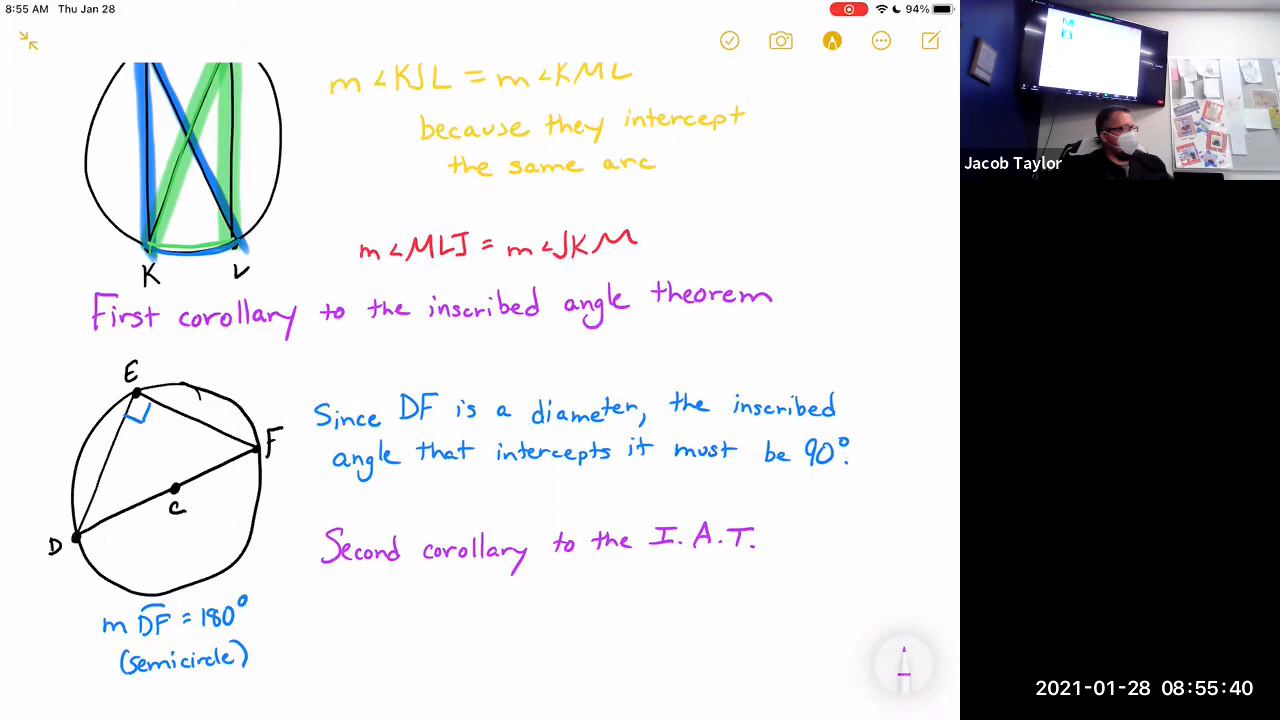 8:55 AM Thu Jan 28
94%
m∠KJL = m∠KML
because they intercept
the same arc
Jacob Taylor
m∠MLJ = m∠JKM
K L
First corollary to the inscribed angle theorem
E
Since DF is a diameter, the inscribed
F
angle that intercepts it must be 90°.
C
D
Second corollary to the I.A.T.
m DF = 180°
(semicircle)
2021-01-28 08:55:40